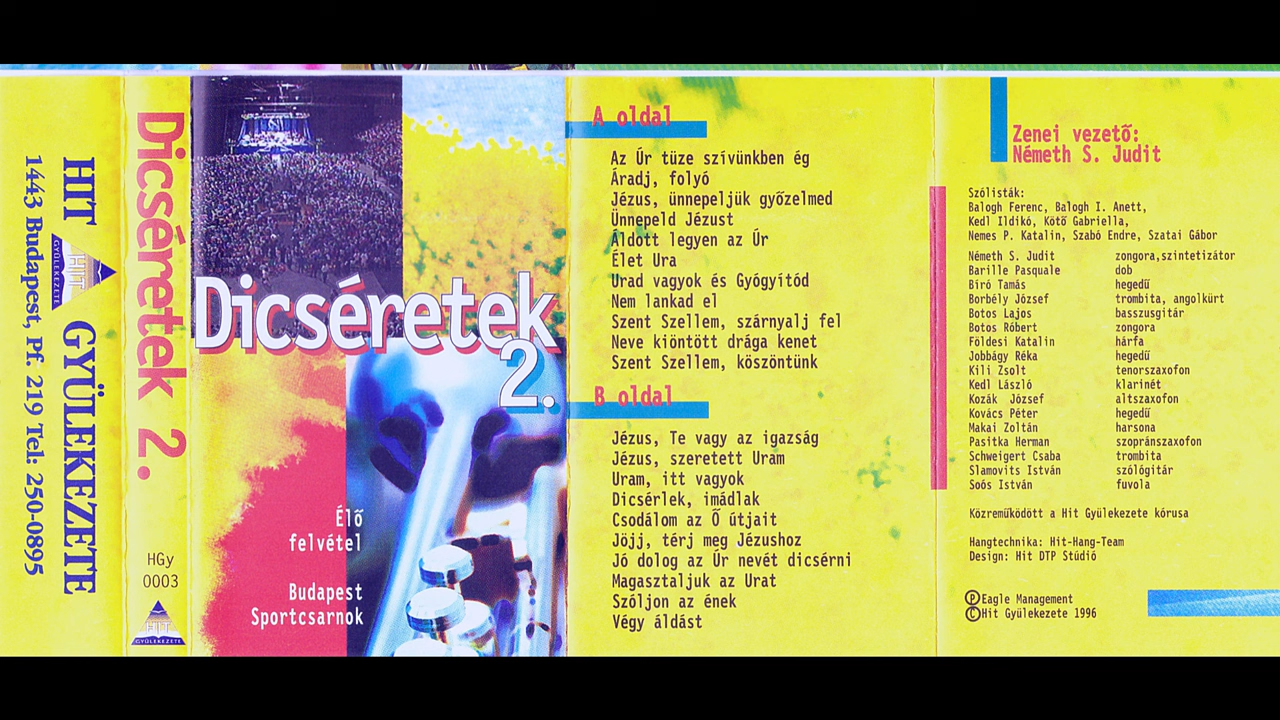 HIT GYÜLEKEZETE
HIT
GYÜLEKEZETE
1443 Budapest, Pf. 219 Tel. 250-0895
Dicséretek 2.
HGy
0003
HIT
GYÜLEKEZETE
Dicséretek
2.
Élő
felvétel
Budapest
Sportcsarnok
A oldal
Az Úr tüze szívünkben ég
Áradj, folyó
Jézus, ünnepeljük győzelmed
Ünnepeld Jézust
Áldott legyen az Úr
Élet Ura
Urad vagyok és Gyógyítód
Nem lankad el
Szent Szellem, szárnyalj fel
Neve kiöntött drága kenet
Szent Szellem, köszöntünk
B oldal
Jézus, Te vagy az igazság
Jézus, szeretett Uram
Uram, itt vagyok
Dicsérlek, imádlak
Csodálom az Ő útjait
Jöjj, térj meg Jézushoz
Jó dolog az Úr nevét dicsérni
Magasztaljuk az Urat
Szóljon az ének
Végy áldást
Zenei vezető:
Németh S. Judit
Szólisták:
Balogh Ferenc, Balogh I. Anett,
Kedl Ildikó, Kötő Gabriella,
Nemes P. Katalin, Szabó Endre, Szatai Gábor
Németh S. Judit zongora,szintetizátor
Barille Pasquale dob
Bíró Tamás hegedű
Borbély József trombita, angolkürt
Botos Lajos basszusgitár
Botos Róbert zongora
Földesi Katalin hárfa
Jobbágy Réka hegedű
Kili Zsolt tenorszaxofon
Kedl László klarinét
Kozák József altszaxofon
Kovács Péter hegedű
Makai Zoltán harsona
Pasitka Herman szopránszaxofon
Schweigert Csaba trombita
Slamovits István szólógitár
Soós István fuvola
Közreműködött a Hit Gyülekezete kórusa
Hangtechnika: Hit-Hang-Team
Design: Hit DTP Stúdió
Ⓟ Eagle Management
© Hit Gyülekezete 1996